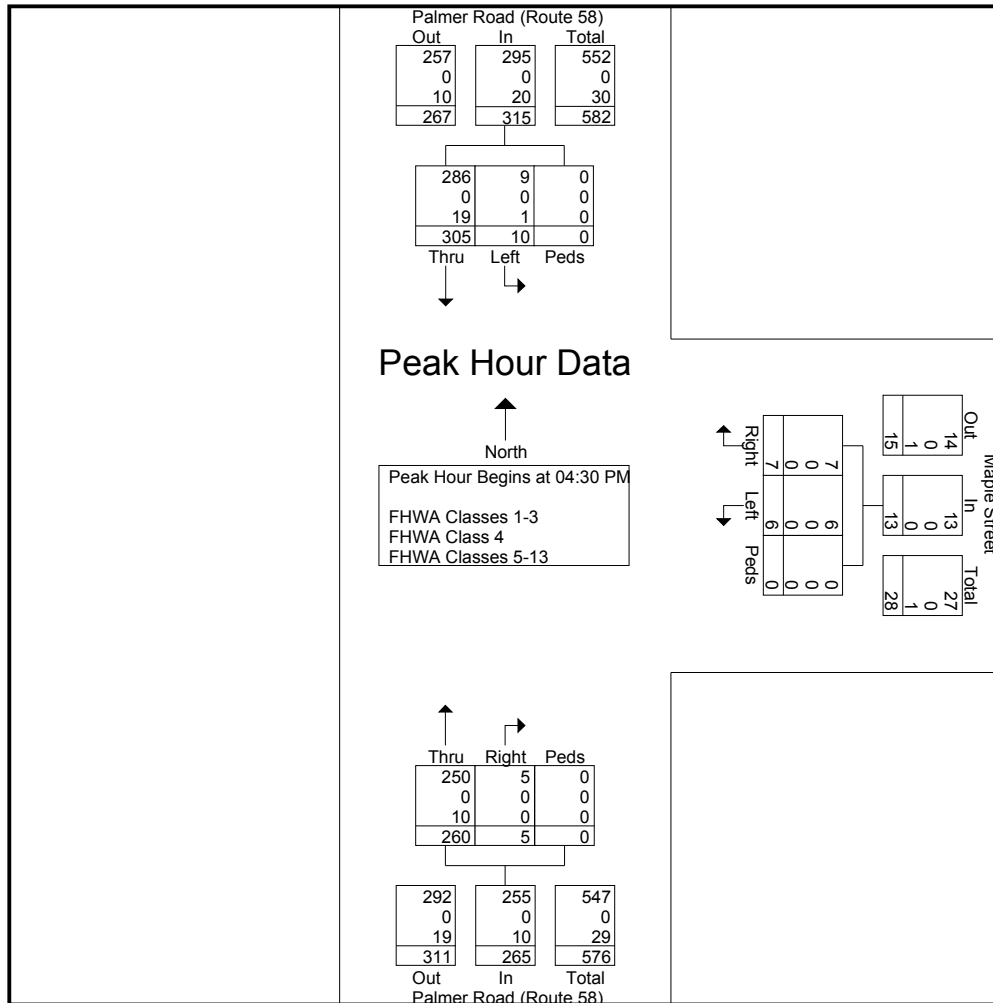 Palmer Road (Route 58)
Out In Total
257 295 552
0 0 0
10 20 30
267 315 582
286 9 0
0 0 0
19 1 0
305 10 0
Thru Left Peds
Peak Hour Data
North
Peak Hour Begins at 04:30 PM
FHWA Classes 1-3
FHWA Class 4
FHWA Classes 5-13
Maple Street
Out In Total
14 13 27
0 0 0
1 0 1
15 13 28
7 6 0
0 0 0
0 0 0
7 6 0
Right Left Peds
Thru Right Peds
250 5 0
0 0 0
10 0 0
260 5 0
292 255 547
0 0 0
19 10 29
311 265 576
Out In Total
Palmer Road (Route 58)